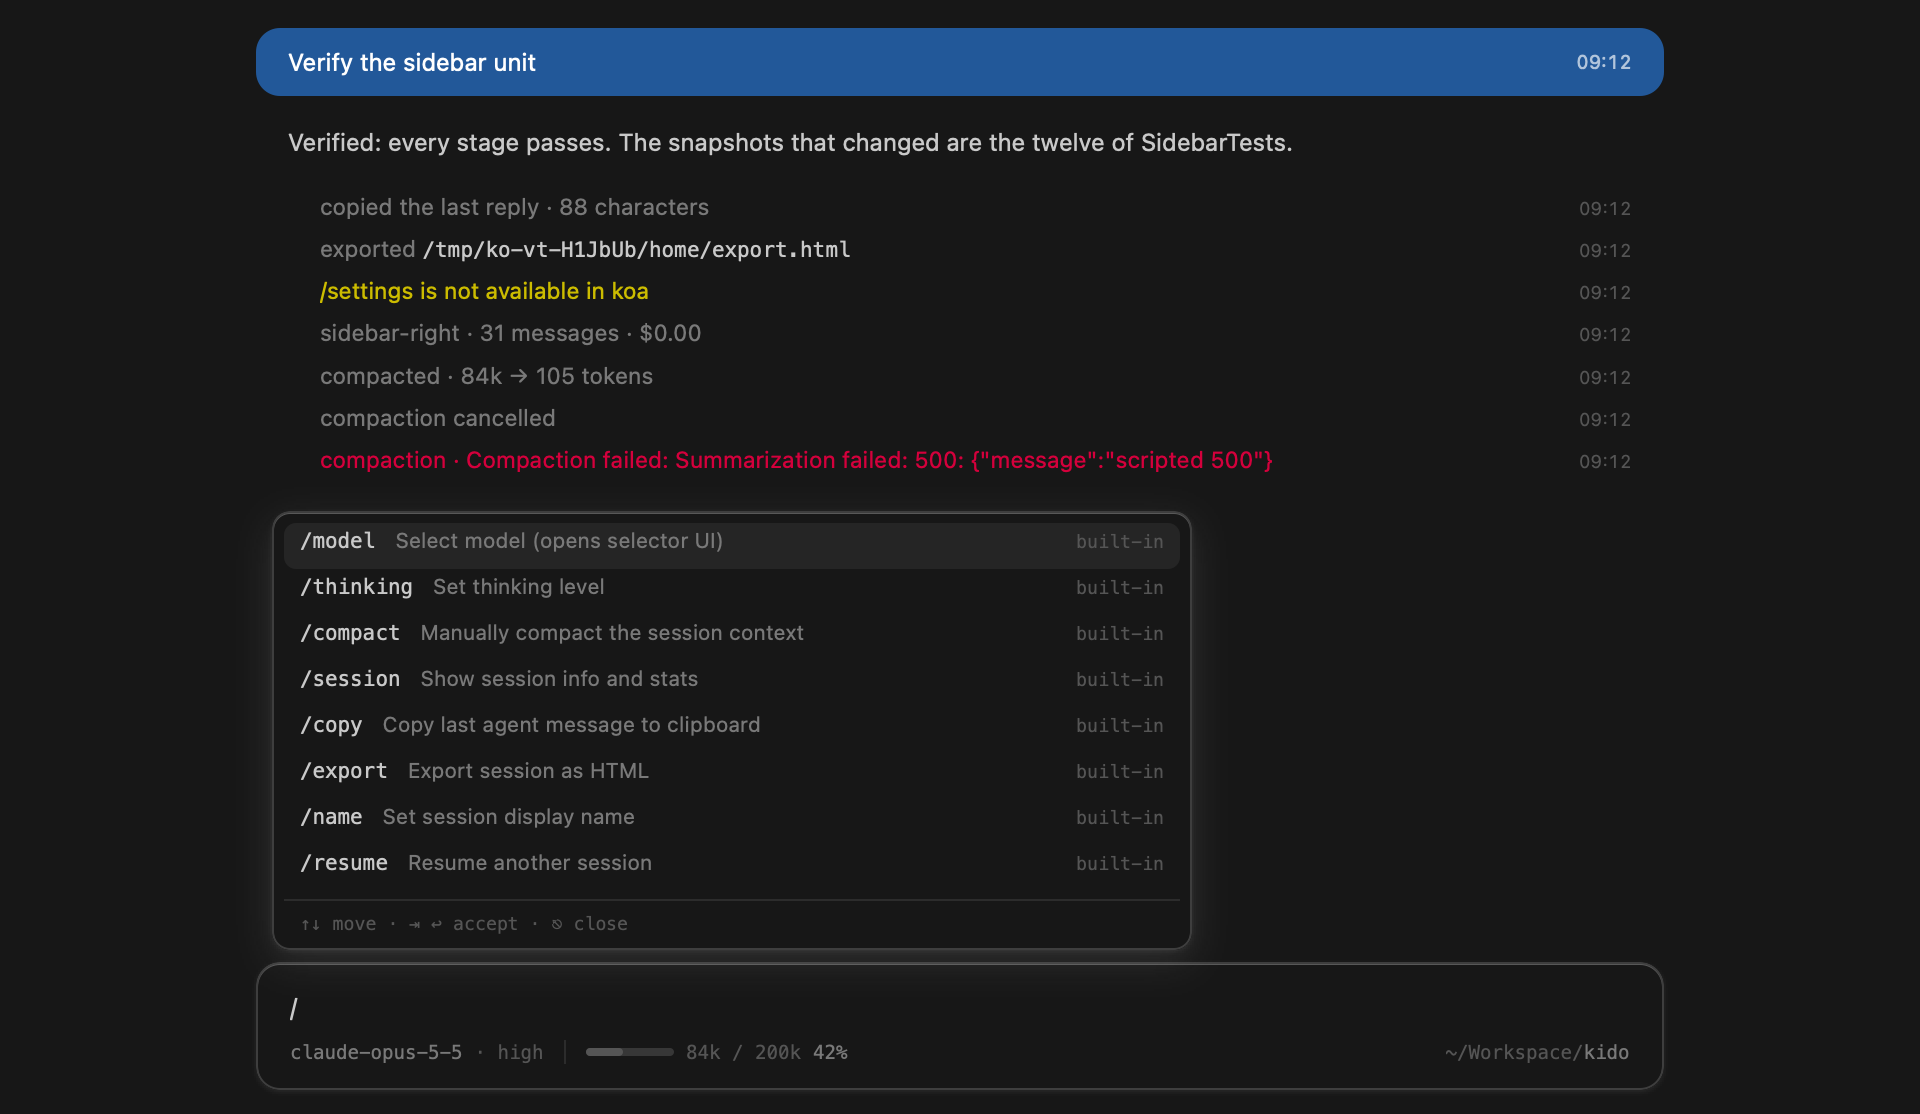 Verify the sidebar unit 09:12
Verified: every stage passes. The snapshots that changed are the twelve of SidebarTests.
copied the last reply · 88 characters 09:12
exported /tmp/ko-vt-H1JbUb/home/export.html 09:12
/settings is not available in koa 09:12
sidebar-right · 31 messages · $0.00 09:12
compacted · 84k → 105 tokens 09:12
compaction cancelled 09:12
compaction · Compaction failed: Summarization failed: 500: {"message":"scripted 500"} 09:12
/model Select model (opens selector UI) built-in
/thinking Set thinking level built-in
/compact Manually compact the session context built-in
/session Show session info and stats built-in
/copy Copy last agent message to clipboard built-in
/export Export session as HTML built-in
/name Set session display name built-in
/resume Resume another session built-in
↑↓ move · ⇥ ↩ accept · ⎋ close
/
claude-opus-5-5 · high 84k / 200k 42% ~/Workspace/kido